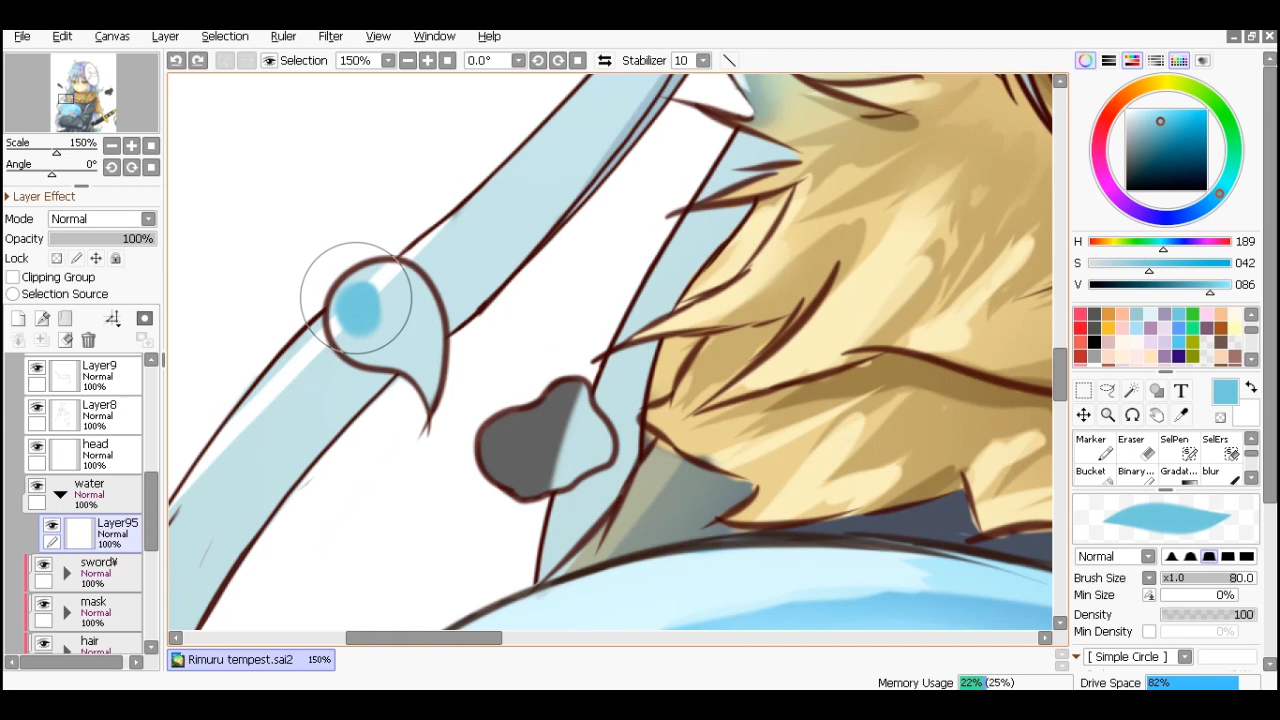 File Edit Canvas Layer Selection Ruler Filter View Window Help
Selection 150% 0.0° Stabilizer 10
Scale 150%
Angle 0°
Layer Effect
Mode Normal
Opacity 100%
Lock
Clipping Group
Selection Source
Layer9
Normal
100%
Layer8
Normal
100%
head
Normal
100%
water
Normal
100%
Layer95
Normal
100%
sword¥
Normal
100%
mask
Normal
100%
hair
Normal
Rimuru tempest.sai2 150%
H 189
S 042
V 086
T
Marker Eraser SelPen SelErs
Bucket Binary... Gradat... blur
Normal
Brush Size x1.0 80.0
Min Size 0%
Density 100
Min Density 0%
[ Simple Circle ]
Memory Usage 22% (25%) Drive Space 82%